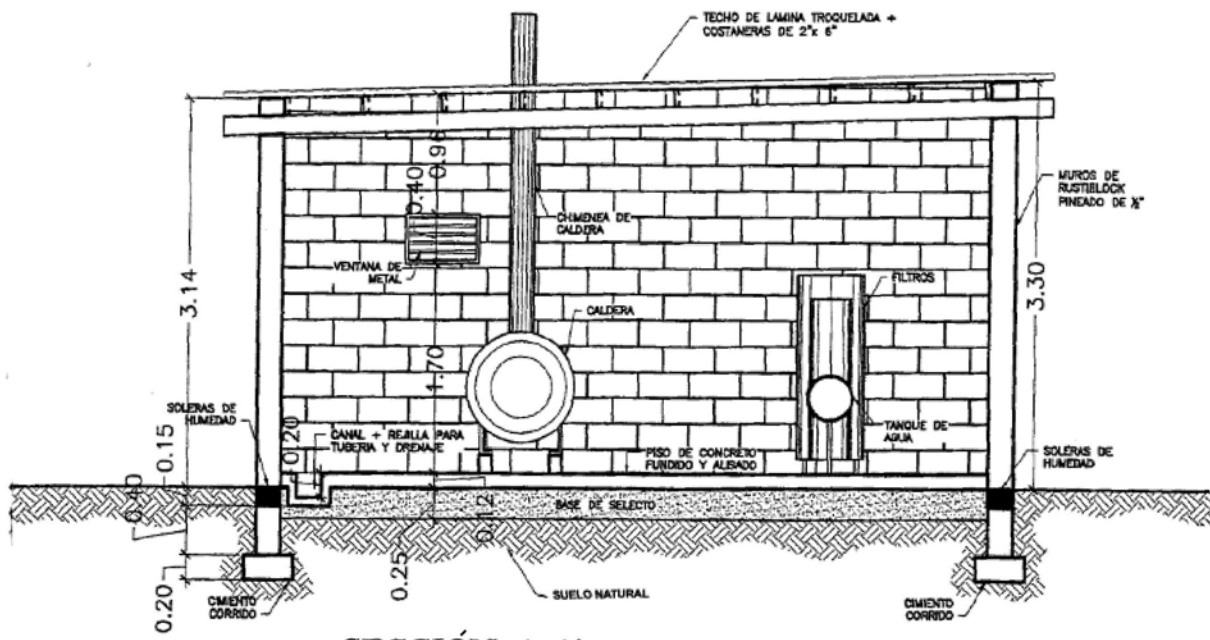 TECHO DE LAMINA TROQUELADA +
COSTANERAS DE 2"x 6"
0.96
0.40
3.14
CHIMENEA DE
CALDERA
MUROS DE
RUSTIBLOCK
PINEADO DE ½"
VENTANA DE
METAL
FILTROS
3.30
CALDERA
1.70
SOLERAS DE
HUMEDAD
0.20
CANAL + REJILLA PARA
TUBERIA Y DRENAJE
TANQUE DE
AGUA
PISO DE CONCRETO
FUNDIDO Y ALISADO
SOLERAS DE
HUMEDAD
0.15
0.40
BASE DE SELECTO
0.12
0.25
0.20
SUELO NATURAL
CIMIENTO
CORRIDO
CIMIENTO
CORRIDO